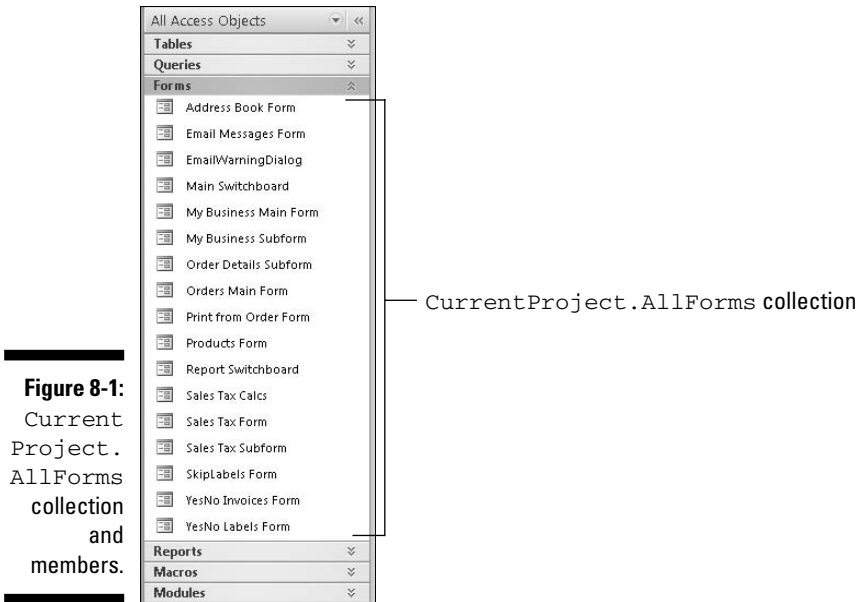 All Access Objects
Tables
Queries
Forms
Address Book Form
Email Messages Form
EmailWarningDialog
Main Switchboard
My Business Main Form
My Business Subform
Order Details Subform
Orders Main Form
Print from Order Form
Products Form
Report Switchboard
Sales Tax Calcs
Sales Tax Form
Sales Tax Subform
SkipLabels Form
YesNo Invoices Form
YesNo Labels Form
Reports
Macros
Modules
CurrentProject.AllForms collection
Figure 8-1:
Current
Project.
AllForms
collection
and
members.